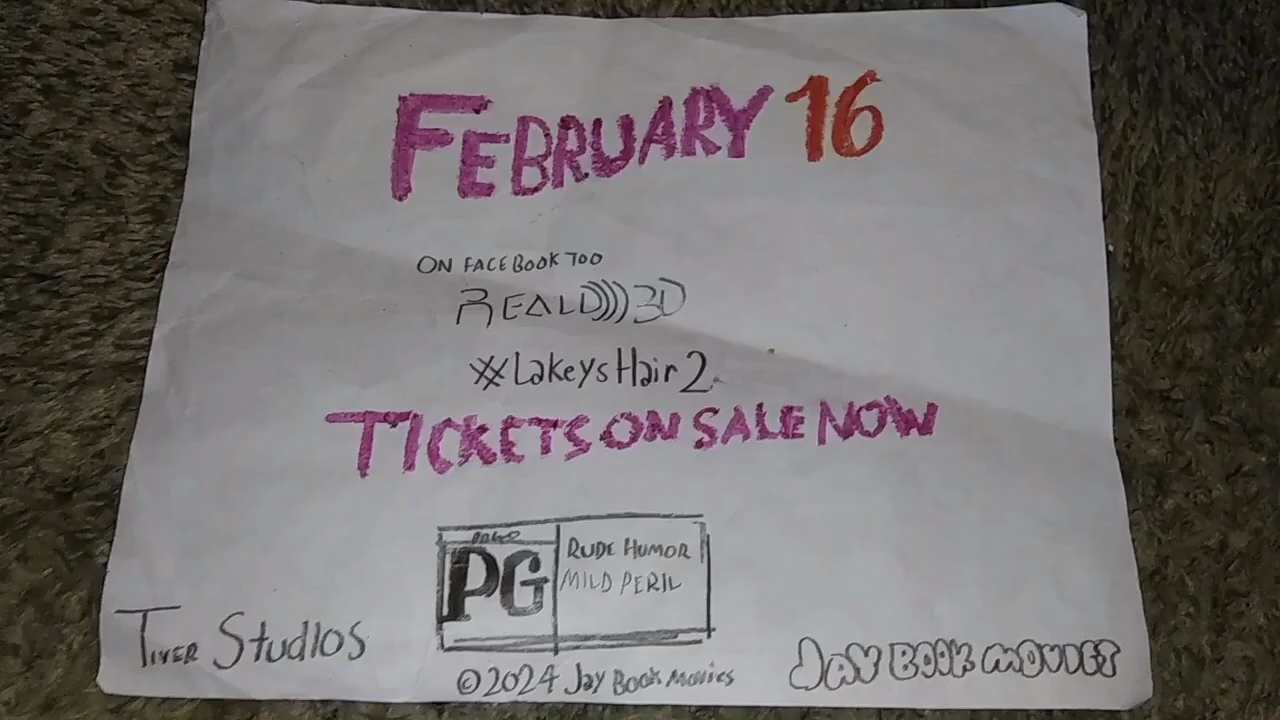 FEBRUARY 16
ON FACEBOOK TOO
REALD)))3D
#LakeysHair2
TICKETS ON SALE NOW
PG
RUDE HUMOR
MILD PERIL
TIVER StudIOS
©2024 Jay Book Movies
JAY BOOK MOVIES